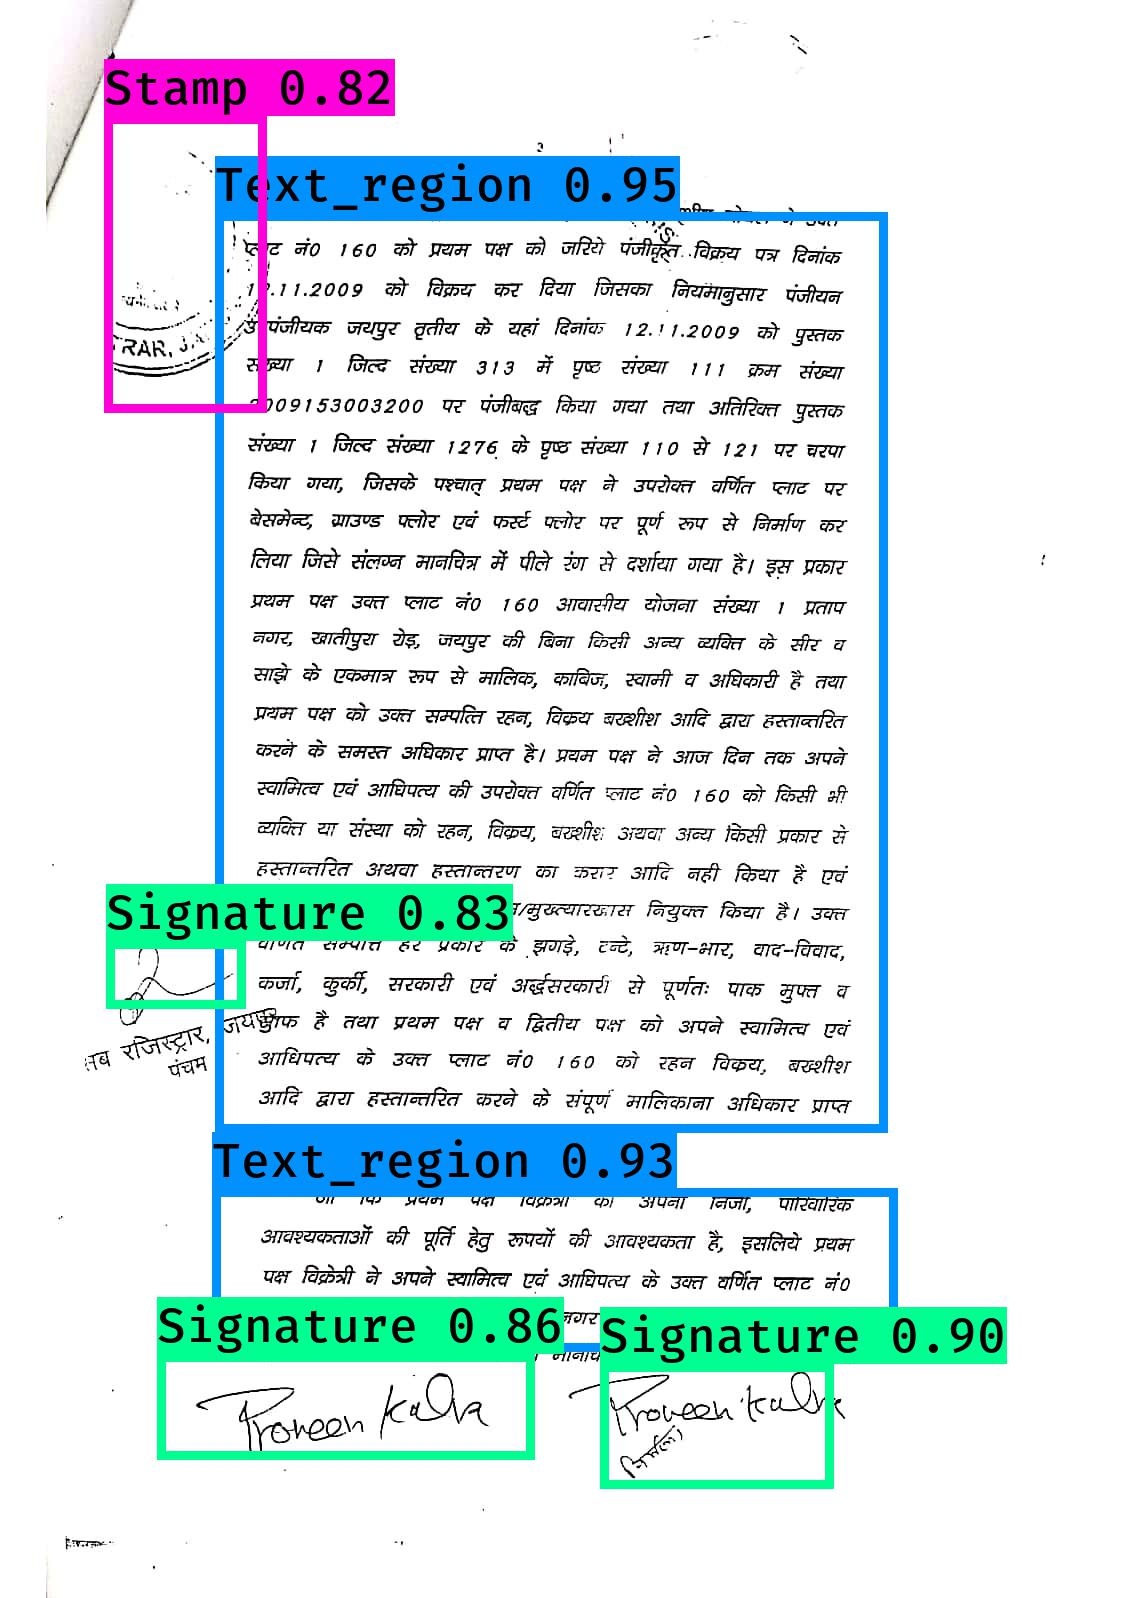 Stamp 0.82
Text_region 0.95
उक्त
प्लाट नं0 160 को प्रथम पक्ष को जरिये पंजीकृत विक्रय पत्र दिनांक
12.11.2009 को विक्रय कर दिया जिसका नियमानुसार पंजीयन
उपपंजीयक जयपुर तृतीय के यहां दिनांक 12.11.2009 को पुस्तक
TRAR, JA
संख्या 1 जिल्द संख्या 313 में पृष्ठ संख्या 111 क्रम संख्या
2009153003200 पर पंजीबद्ध किया गया तथा अतिरिक्त पुस्तक
संख्या 1 जिल्द संख्या 1276 के पृष्ठ संख्या 110 से 121 पर चस्पा
किया गया, जिसके पश्चात् प्रथम पक्ष ने उपरोक्त वर्णित प्लाट पर
बेसमेन्ट, ग्राउण्ड फ्लोर एवं फर्स्ट फ्लोर पर पूर्ण रूप से निर्माण कर
लिया जिसे संलग्न मानचित्र में पीले रंग से दर्शाया गया है। इस प्रकार
प्रथम पक्ष उक्त प्लाट नं0 160 आवासीय योजना संख्या 1 प्रताप
नगर, खातीपुरा रोड़, जयपुर की बिना किसी अन्य व्यक्ति के सीर व
साझे के एकमात्र रूप से मालिक, काबिज, स्वामी व अधिकारी है तथा
प्रथम पक्ष को उक्त सम्पत्ति रहन, विक्रय बख्शीश आदि द्वारा हस्तान्तरित
करने के समस्त अधिकार प्राप्त है। प्रथम पक्ष ने आज दिन तक अपने
स्वामित्व एवं आधिपत्य की उपरोक्त वर्णित प्लाट नं0 160 को किसी भी
व्यक्ति या संस्था को रहन, विक्रय, बख्शीश अथवा अन्य किसी प्रकार से
हस्तान्तरित अथवा हस्तान्तरण का करार आदि नही किया है एवं
Signature 0.83
/मुख्त्यारखास नियुक्त किया है। उक्त
वर्णित सम्पत्ति हर प्रकार के झगड़े, टन्टे, ऋण-भार, वाद-विवाद,
कर्जा, कुर्की, सरकारी एवं अर्द्धसरकारी से पूर्णतः पाक मुफ्त व
साफ है तथा प्रथम पक्ष व द्वितीय पक्ष को अपने स्वामित्व एवं
सब रजिस्ट्रार, जयपुर
पंचम
आधिपत्य के उक्त प्लाट नं0 160 को रहन विक्रय, बख्शीश
आदि द्वारा हस्तान्तरित करने के संपूर्ण मालिकाना अधिकार प्राप्त
Text_region 0.93
जो कि प्रथम पक्ष विक्रेत्री को अपनी निजी, पारिवारिक
आवश्यकताओं की पूर्ति हेतु रूपयों की आवश्यकता है, इसलिये प्रथम
पक्ष विक्रेत्री ने अपने स्वामित्व एवं आधिपत्य के उक्त वर्णित प्लाट नं0
नगर
Signature 0.86
Signature 0.90
Praveen Kalra
Praveen Kalra